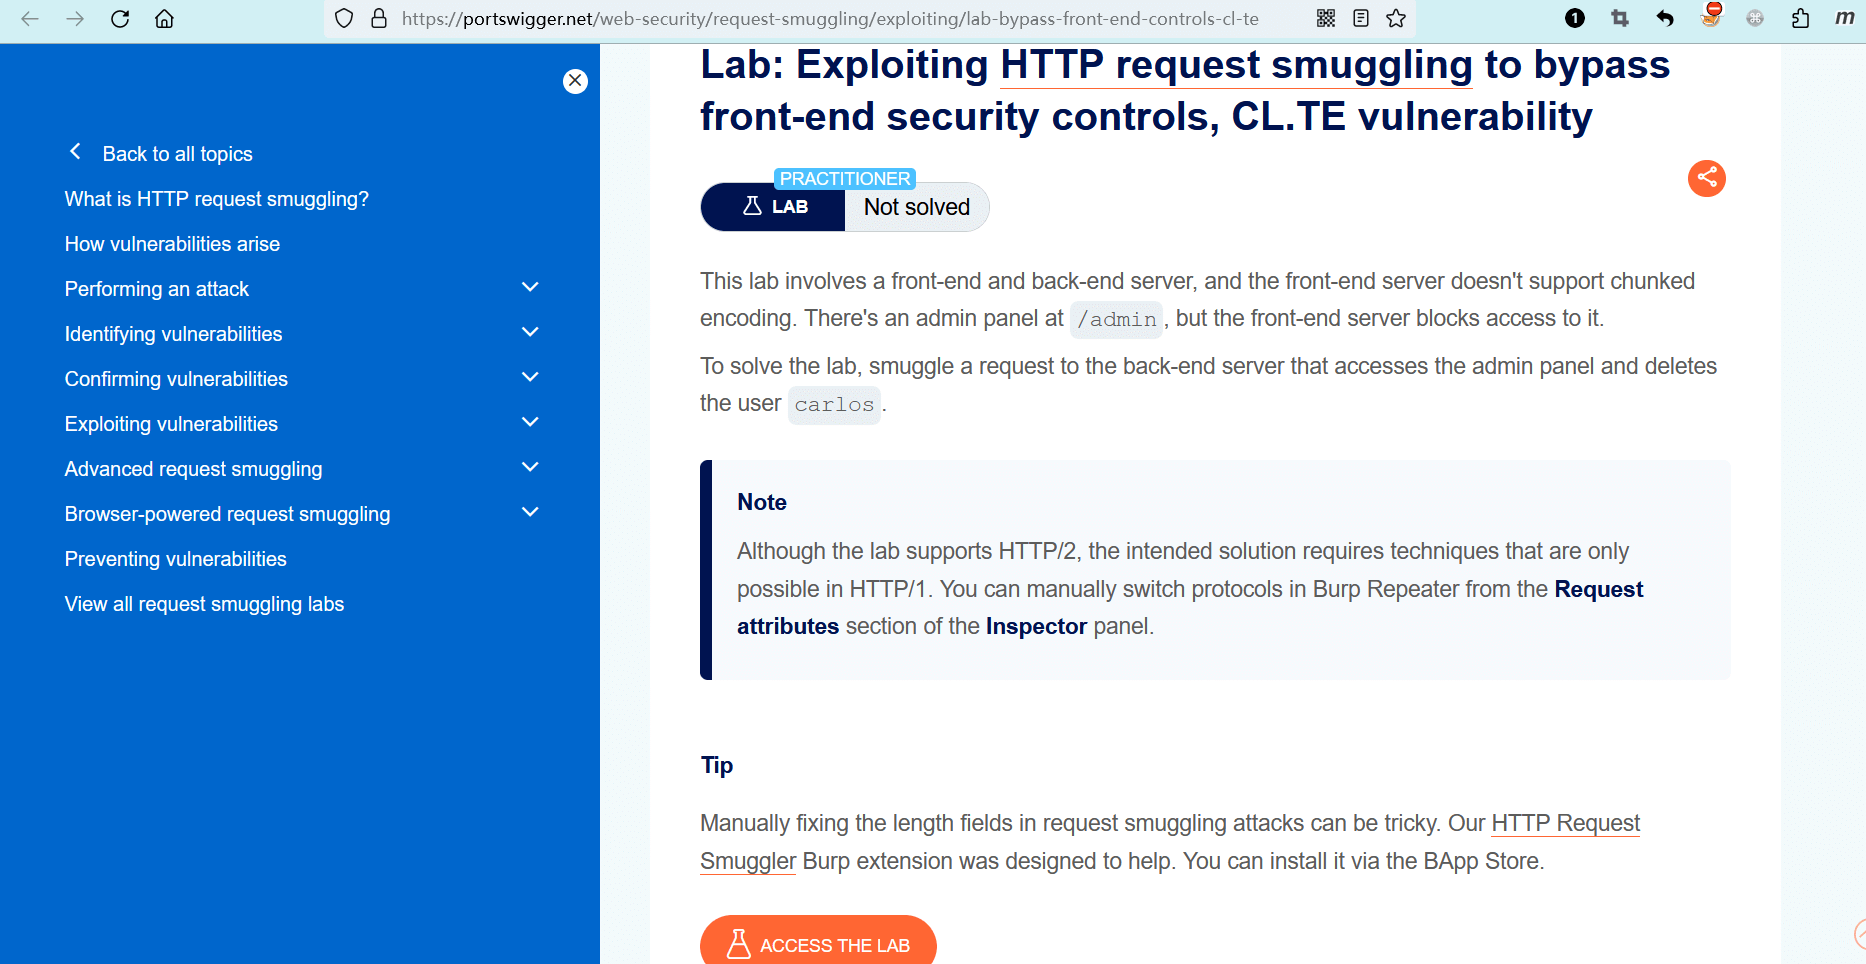 https://portswigger.net/web-security/request-smuggling/exploiting/lab-bypass-front-end-controls-cl-te
1
m
Back to all topics
What is HTTP request smuggling?
How vulnerabilities arise
Performing an attack
Identifying vulnerabilities
Confirming vulnerabilities
Exploiting vulnerabilities
Advanced request smuggling
Browser-powered request smuggling
Preventing vulnerabilities
View all request smuggling labs
Lab: Exploiting HTTP request smuggling to bypass
front-end security controls, CL.TE vulnerability
PRACTITIONER
LAB Not solved
This lab involves a front-end and back-end server, and the front-end server doesn't support chunked
encoding. There's an admin panel at /admin, but the front-end server blocks access to it.
To solve the lab, smuggle a request to the back-end server that accesses the admin panel and deletes
the user carlos.
Note
Although the lab supports HTTP/2, the intended solution requires techniques that are only
possible in HTTP/1. You can manually switch protocols in Burp Repeater from the Request
attributes section of the Inspector panel.
Tip
Manually fixing the length fields in request smuggling attacks can be tricky. Our HTTP Request
Smuggler Burp extension was designed to help. You can install it via the BApp Store.
ACCESS THE LAB